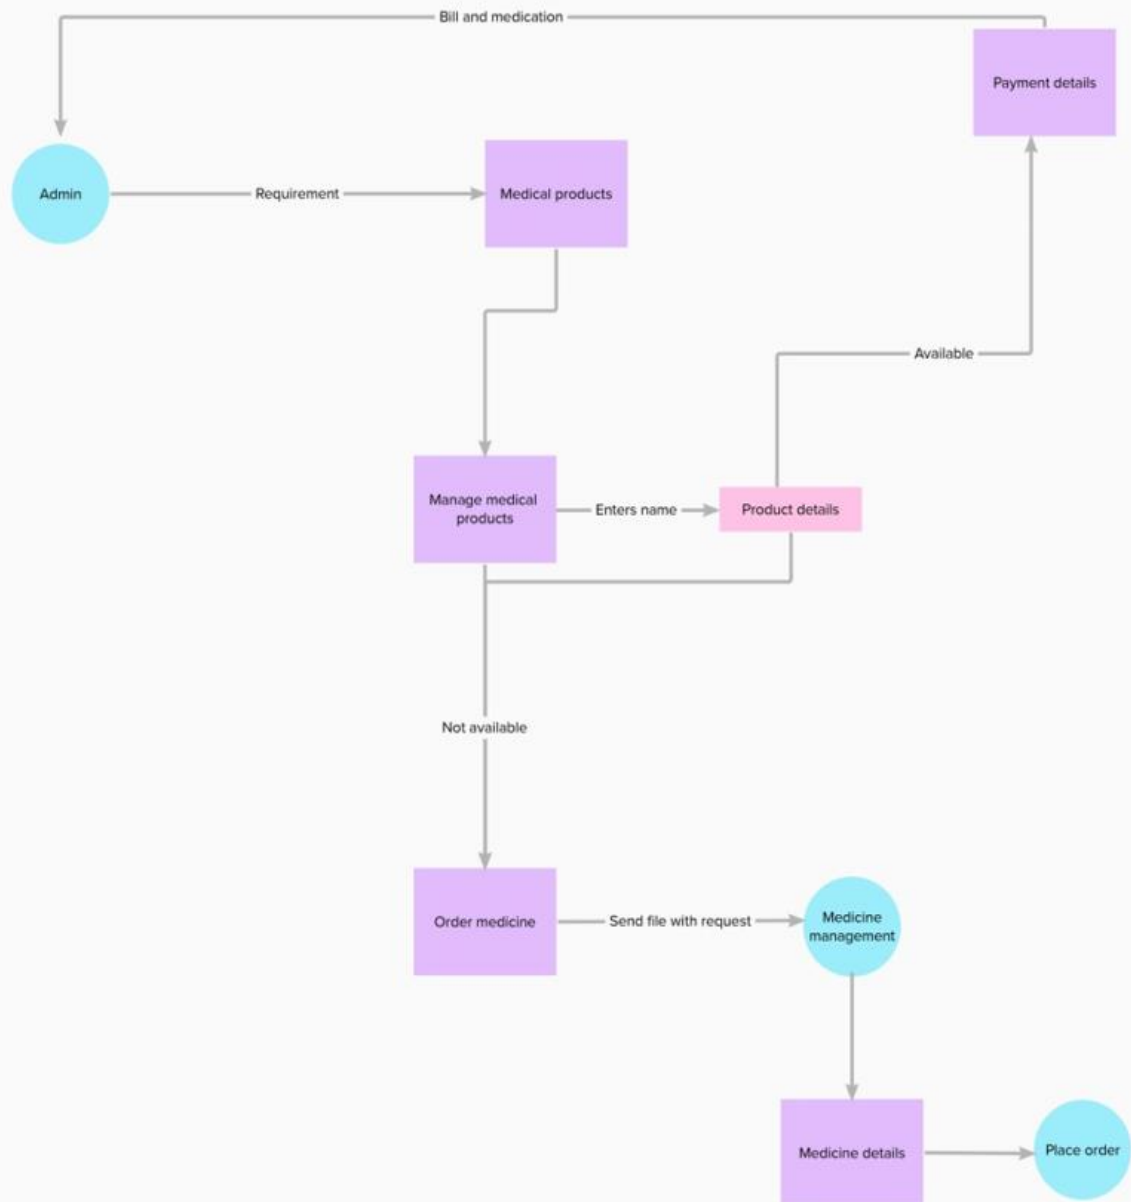 Bill and medication
Payment details
Admin
Requirement
Medical products
Available
Manage medical
products
Enters name
Product details
Not available
Order medicine
Send file with request
Medicine
management
Medicine details
Place order